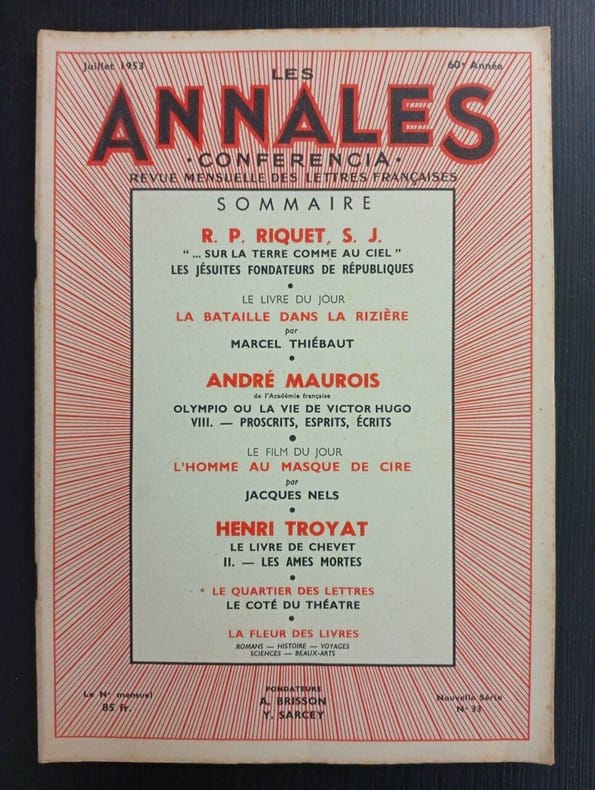 Juillet 1953
60e Année
LES
ANNALES
·CONFERENCIA·
REVUE MENSUELLE DES LETTRES FRANÇAISES
SOMMAIRE
R. P. RIQUET, S. J.
"... SUR LA TERRE COMME AU CIEL"
LES JÉSUITES FONDATEURS DE RÉPUBLIQUES
•
LE LIVRE DU JOUR
LA BATAILLE DANS LA RIZIÈRE
par
MARCEL THIÉBAUT
•
ANDRÉ MAUROIS
de l'Académie française
OLYMPIO OU LA VIE DE VICTOR HUGO
VIII. — PROSCRITS, ESPRITS, ÉCRITS
•
LE FILM DU JOUR
L'HOMME AU MASQUE DE CIRE
par
JACQUES NELS
•
HENRI TROYAT
LE LIVRE DE CHEVET
II. — LES AMES MORTES
•
LE QUARTIER DES LETTRES
LE COTÉ DU THÉATRE
•
LA FLEUR DES LIVRES
ROMANS — HISTOIRE — VOYAGES
SCIENCES — BEAUX-ARTS
Le No mensuel
85 fr.
FONDATEURS
A. BRISSON
Y. SARCEY
Nouvelle Série
No 33